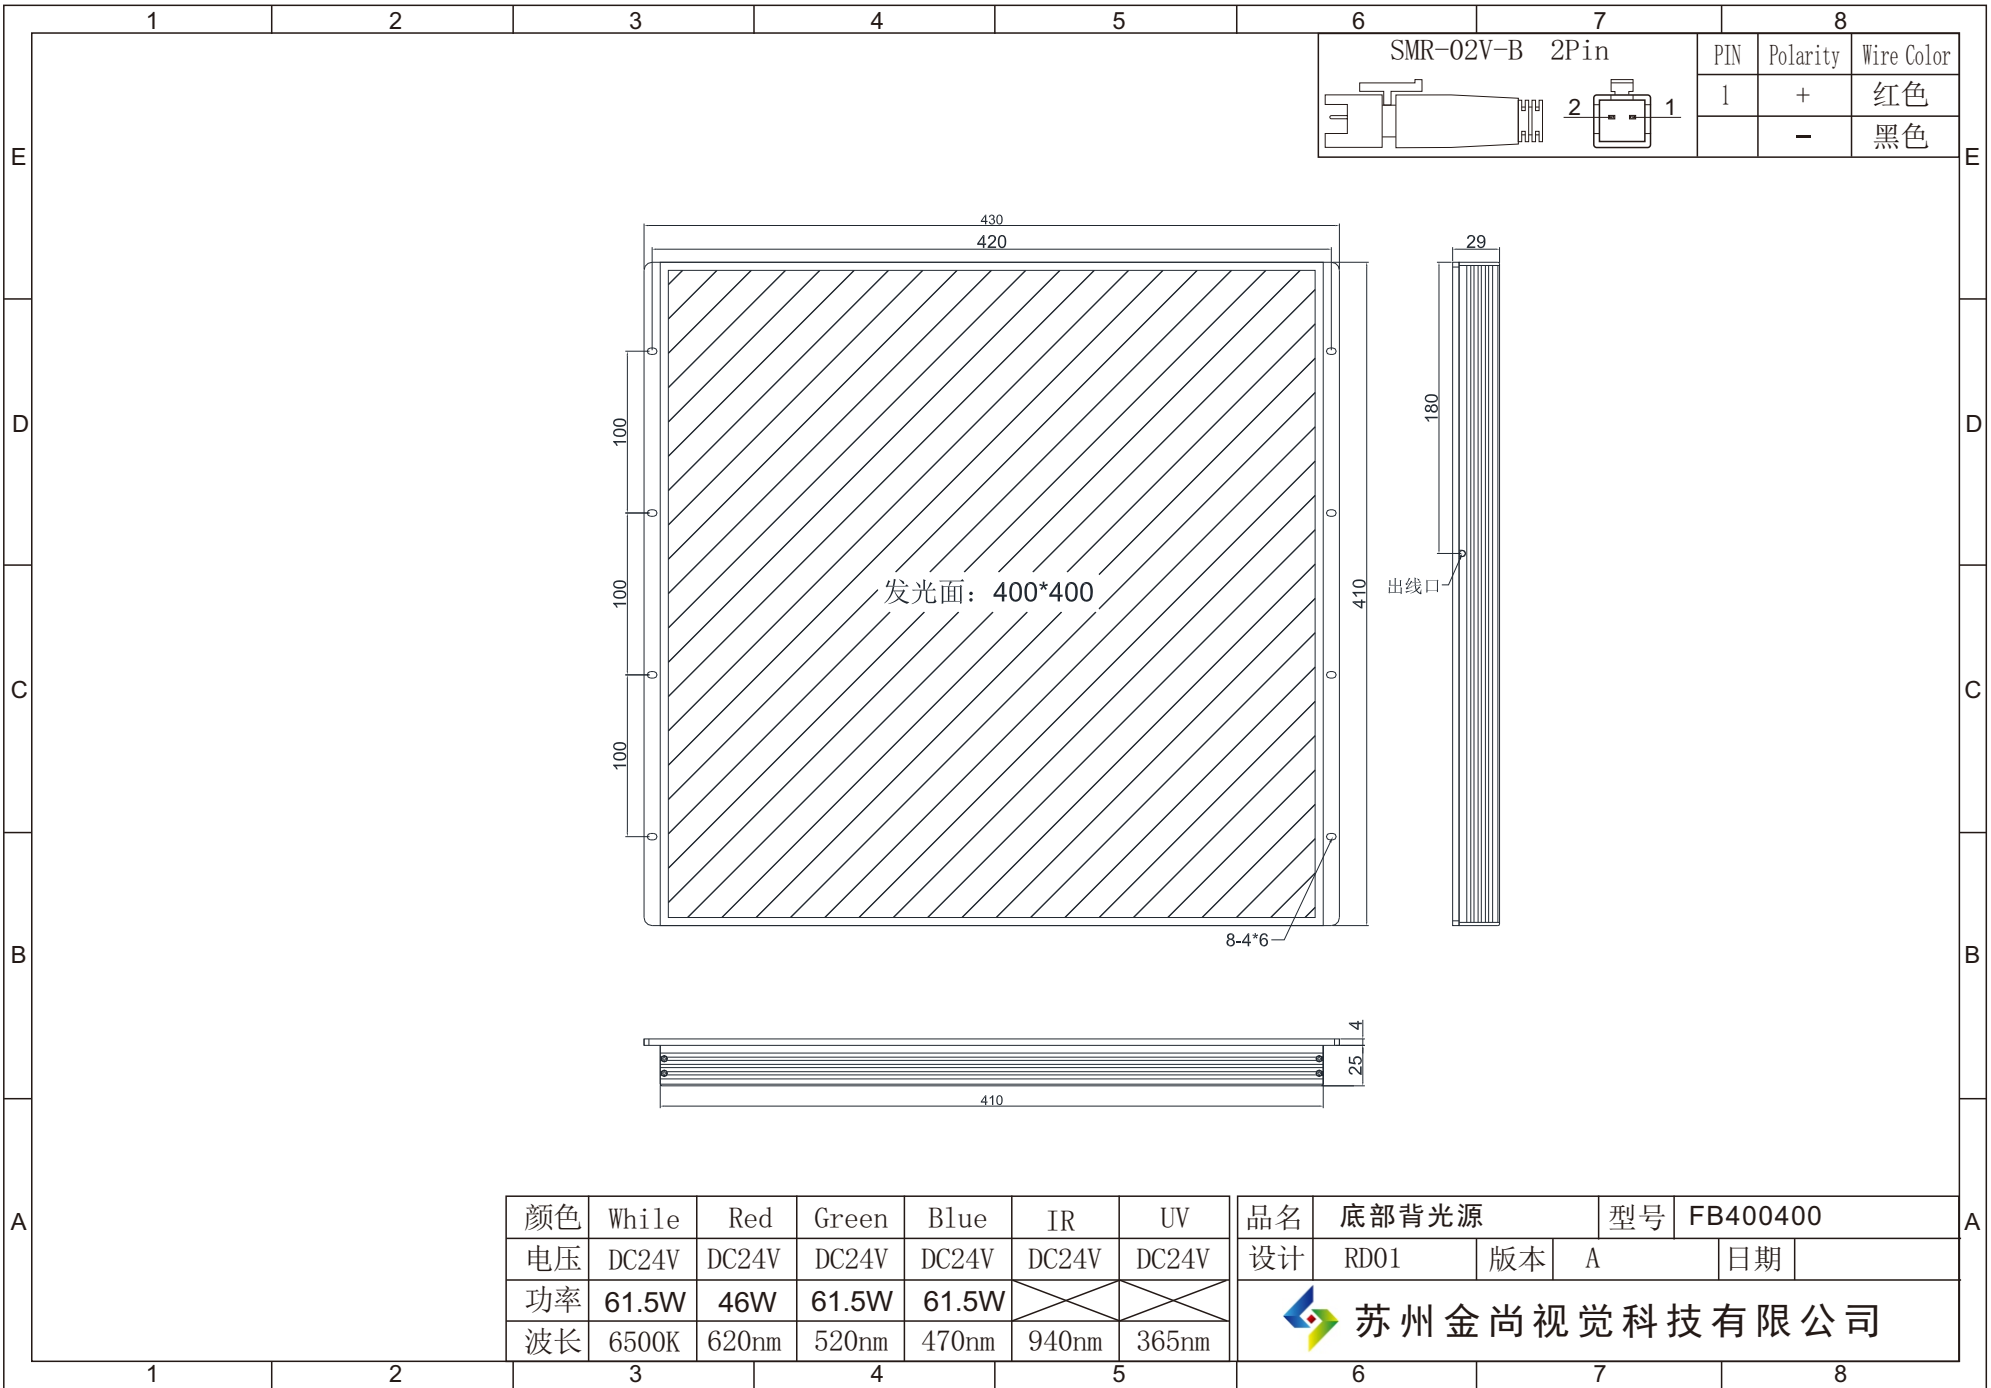 1 2 3 4 5 6 7 8
SMR-02V-B 2Pin
PIN Polarity Wire Color
1 + 红色
− 黑色
2 1
E E
430
420
29
D D
100
180
100
发光面：400*400
410
出线口
C C
100
8-4*6
B B
4
25
410
A A
颜色 While Red Green Blue IR UV
电压 DC24V DC24V DC24V DC24V DC24V DC24V
功率 61.5W 46W 61.5W 61.5W
波长 6500K 620nm 520nm 470nm 940nm 365nm
品名 底部背光源 型号 FB400400
设计 RD01 版本 A 日期
苏州金尚视觉科技有限公司
1 2 3 4 5 6 7 8